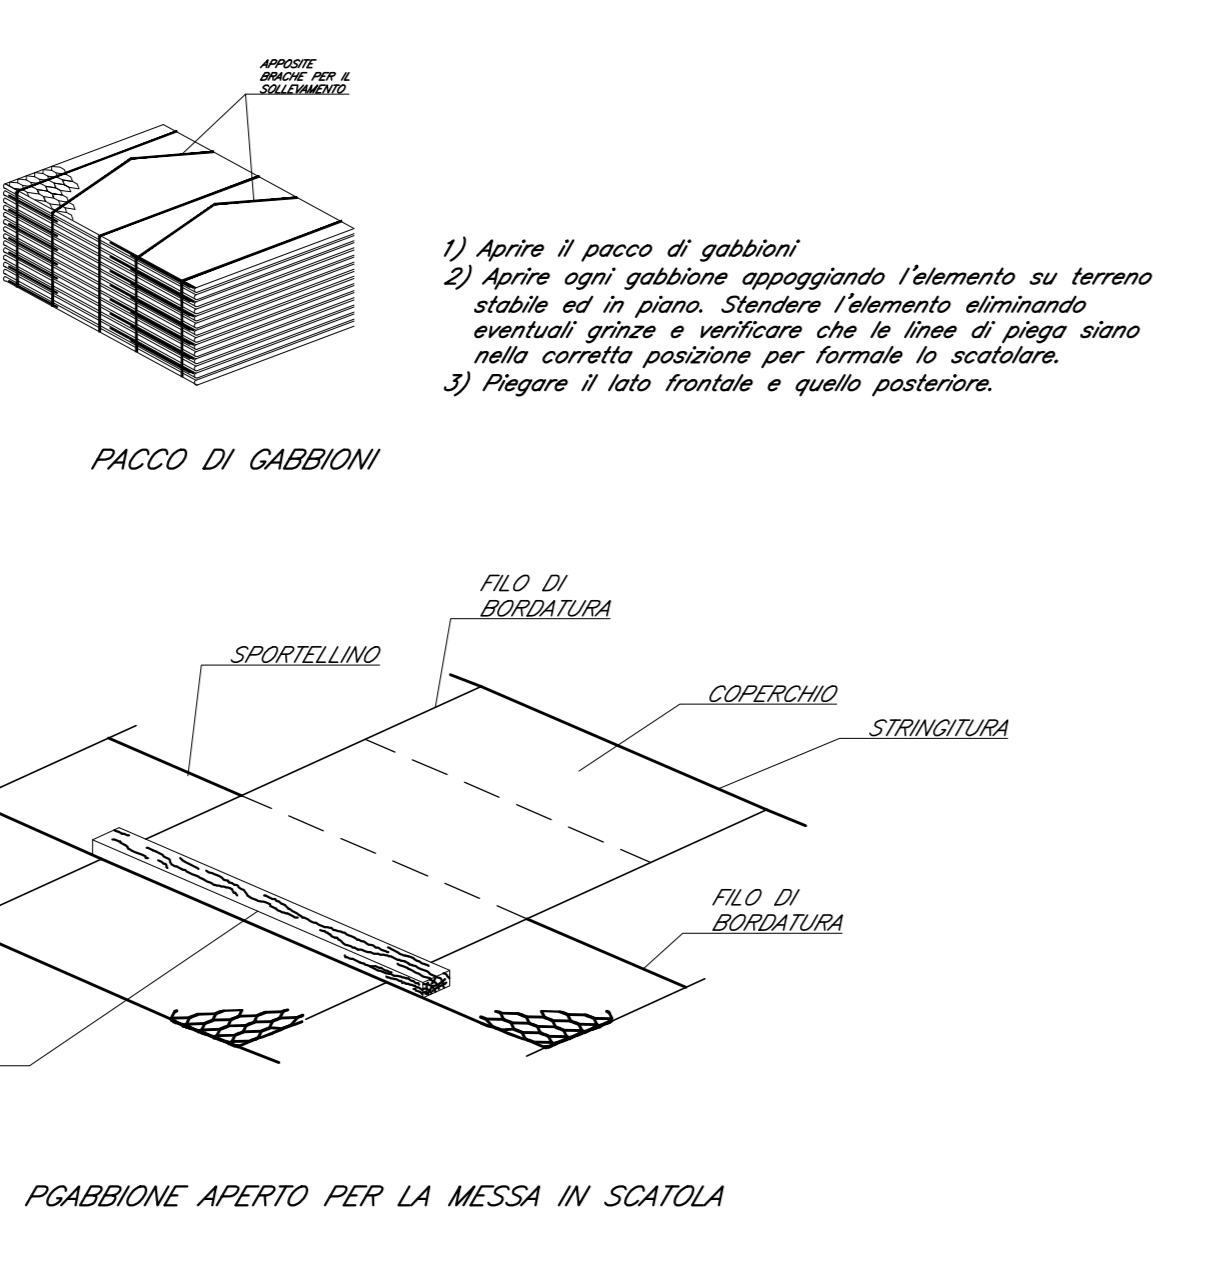 APPOSITE
BRACHE PER IL
SOLLEVAMENTO
1) Aprire il pacco di gabbioni
2) Aprire ogni gabbione appoggiando l'elemento su terreno
stabile ed in piano. Stendere l'elemento eliminando
eventuali grinze e verificare che le linee di piega siano
nella corretta posizione per formale lo scatolare.
3) Piegare il lato frontale e quello posteriore.
PACCO DI GABBIONI
FILO DI
BORDATURA
SPORTELLINO
COPERCHIO
STRINGITURA
FILO DI
BORDATURA
PGABBIONE APERTO PER LA MESSA IN SCATOLA